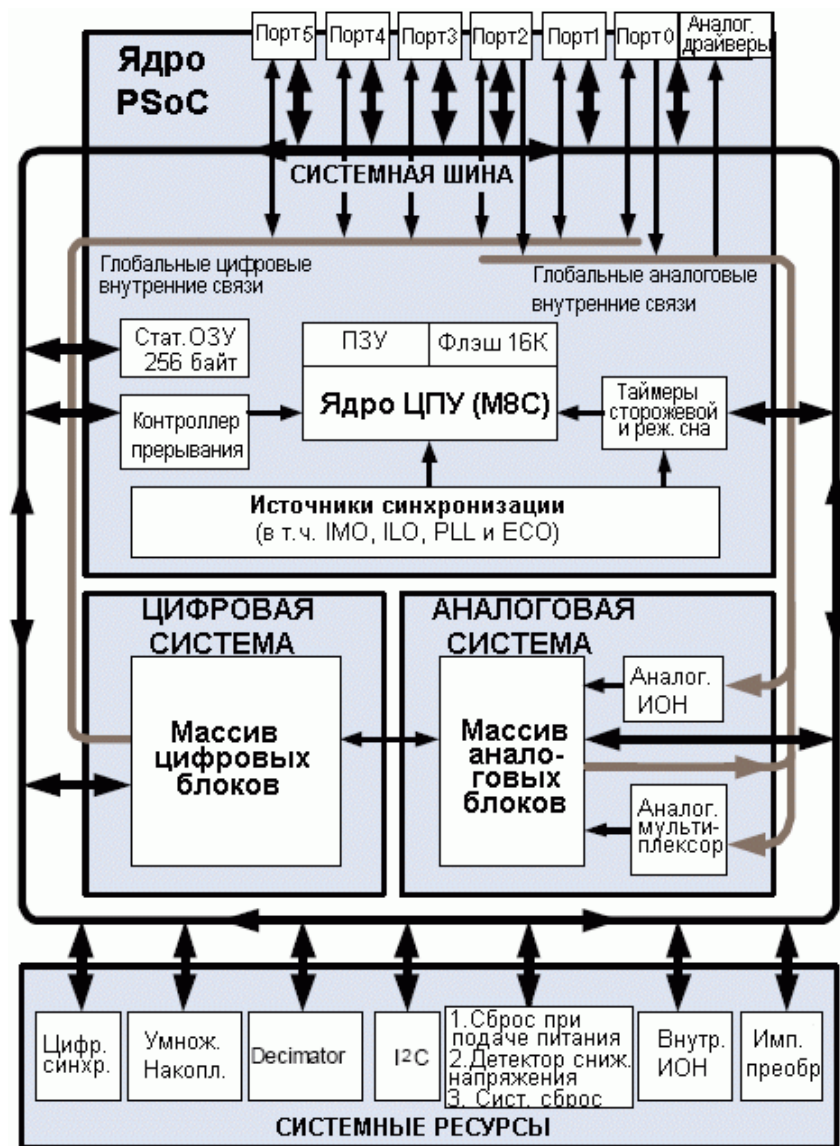 Порт5
Порт4
Порт3
Порт2
Порт1
Порт0
Аналог.
драйверы
Ядро
PSoC
СИСТЕМНАЯ ШИНА
Глобальные цифровые
внутренние связи
Глобальные аналоговые
внутренние связи
Стат. ОЗУ
256 байт
ПЗУ
Флэш 16К
Ядро ЦПУ (М8С)
Контроллер
прерывания
Таймеры
сторожевой
и реж. сна
Источники синхронизации
(в т.ч. IMO, ILO, PLL и ECO)
ЦИФРОВАЯ
СИСТЕМА
АНАЛОГОВАЯ
СИСТЕМА
Массив
цифровых
блоков
Массив
анало-
говых
блоков
Аналог.
ИОН
Аналог.
мульти-
плексор
Цифр.
синхр.
Умнож.
Накопл.
Decimator
I²C
1.Сброс при
подаче питания
2.Детектор сниж.
напряжения
3. Сист. сброс
Внутр.
ИОН
Имп.
преобр
СИСТЕМНЫЕ РЕСУРСЫ